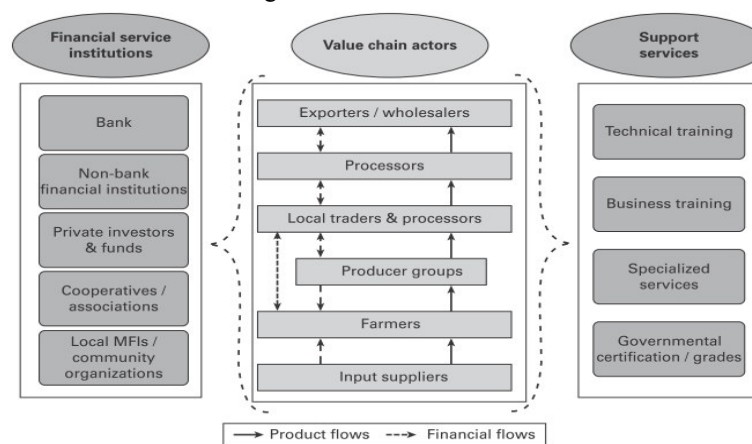 Financial service
institutions
Bank
Non-bank
financial institutions
Private investors
& funds
Cooperatives /
associations
Local MFIs /
community
organizations
Value chain actors
Exporters / wholesalers
Processors
Local traders & processors
Producer groups
Farmers
Input suppliers
Support
services
Technical training
Business training
Specialized
services
Governmental
certification / grades
Product flows
Financial flows